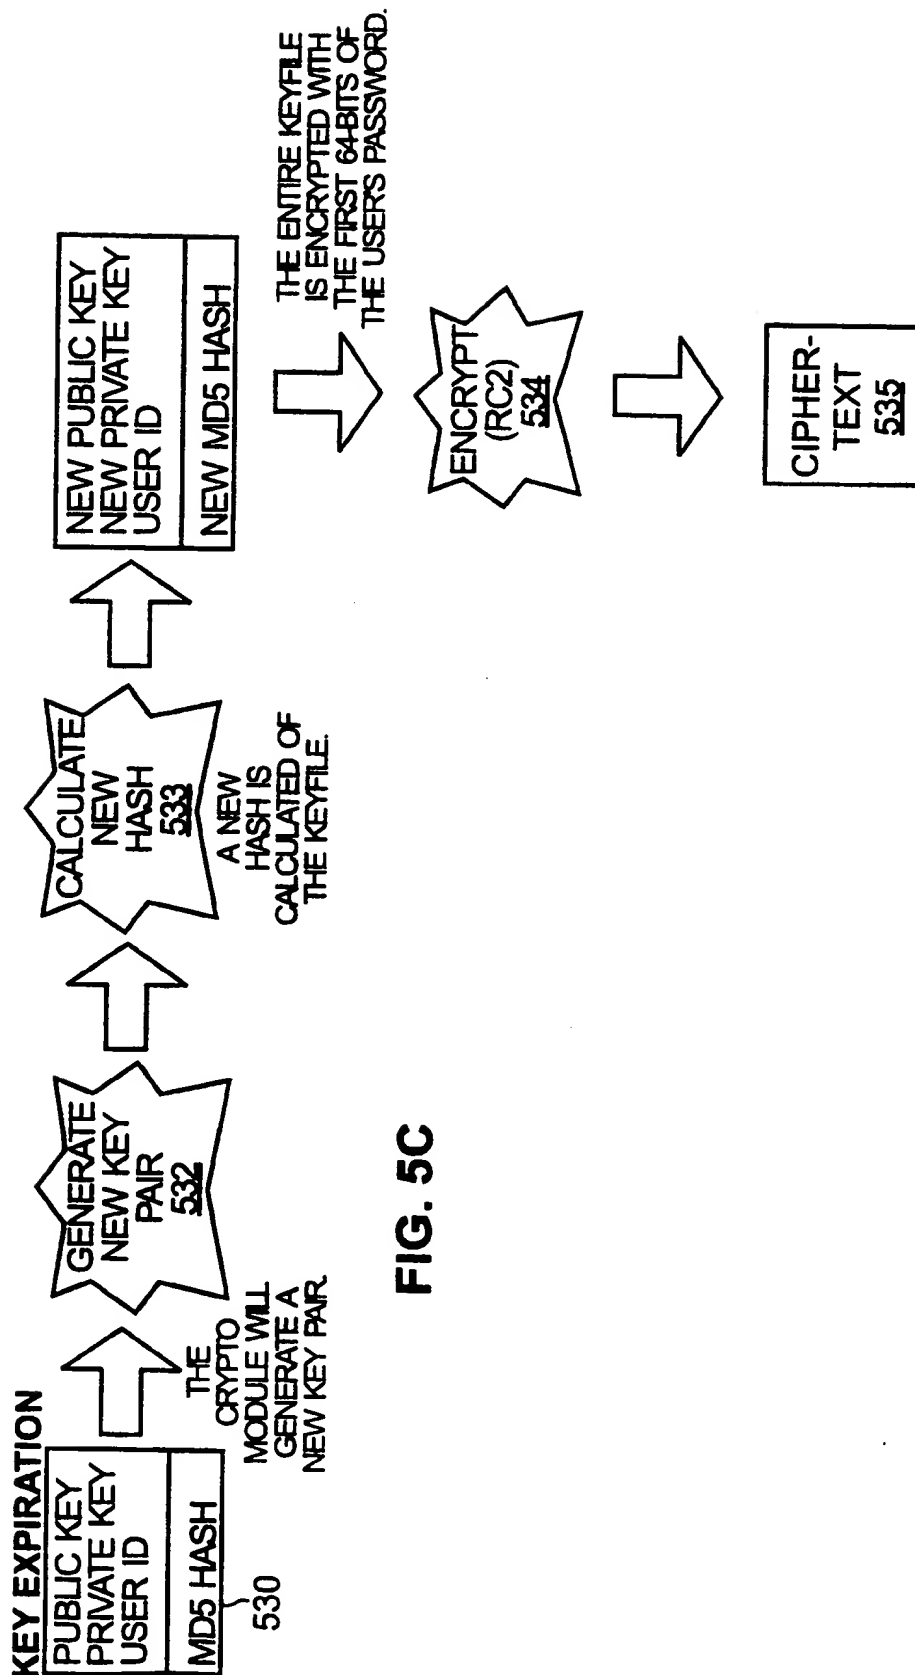 KEY EXPIRATION
PUBLIC KEY
PRIVATE KEY
USER ID
MD5 HASH
530
THE
CRYPTO
MODULE WILL
GENERATE A
NEW KEY PAIR.
GENERATE
NEW KEY
PAIR
532
CALCULATE
NEW
HASH
533
A NEW
HASH IS
CALCULATED OF
THE KEYFILE.
NEW PUBLIC KEY
NEW PRIVATE KEY
USER ID
NEW MD5 HASH
THE ENTIRE KEYFILE
IS ENCRYPTED WITH
THE FIRST 64-BITS OF
THE USER'S PASSWORD.
ENCRYPT
(RC2)
534
CIPHER-
TEXT
535
FIG. 5C